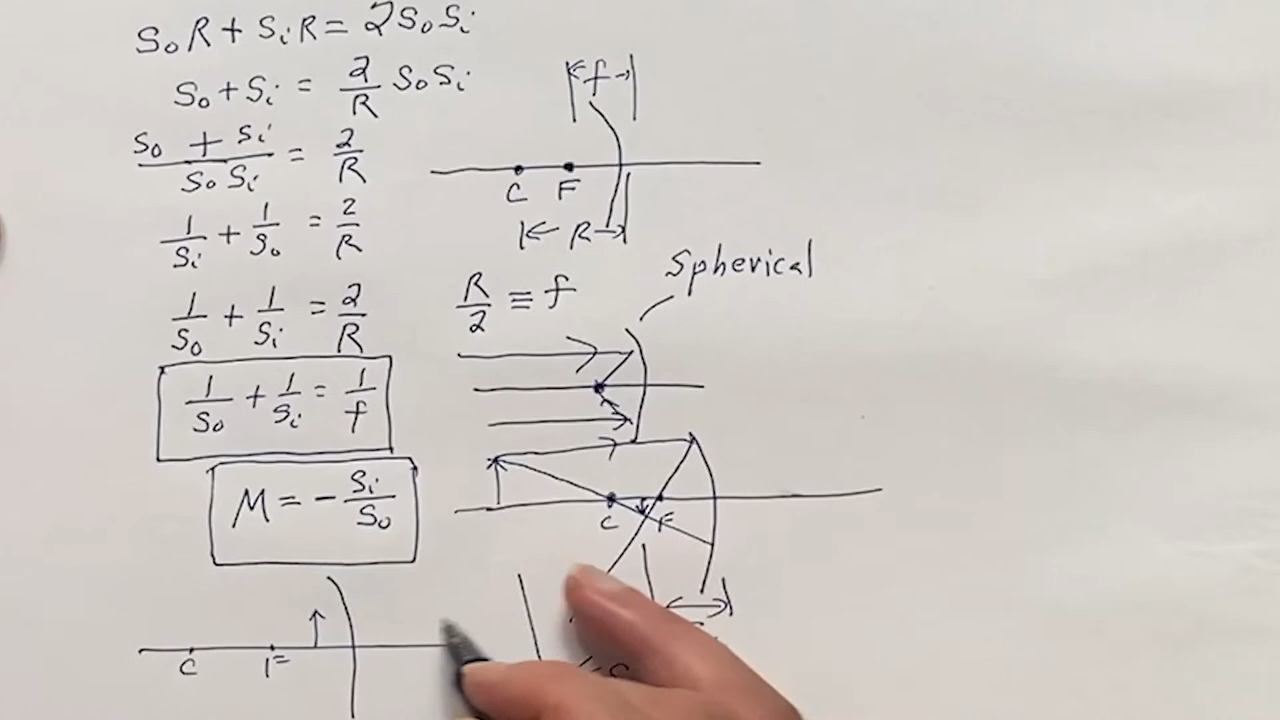 SoR + SiR = 2SoSi
So + Si = 2/R SoSi
So + Si / SoSi = 2/R
1/Si + 1/So = 2/R
1/So + 1/Si = 2/R
1/So + 1/Si = 1/f
M = - Si/So
C F
f
C F
R
R/2 ≡ f
Spherical
C F